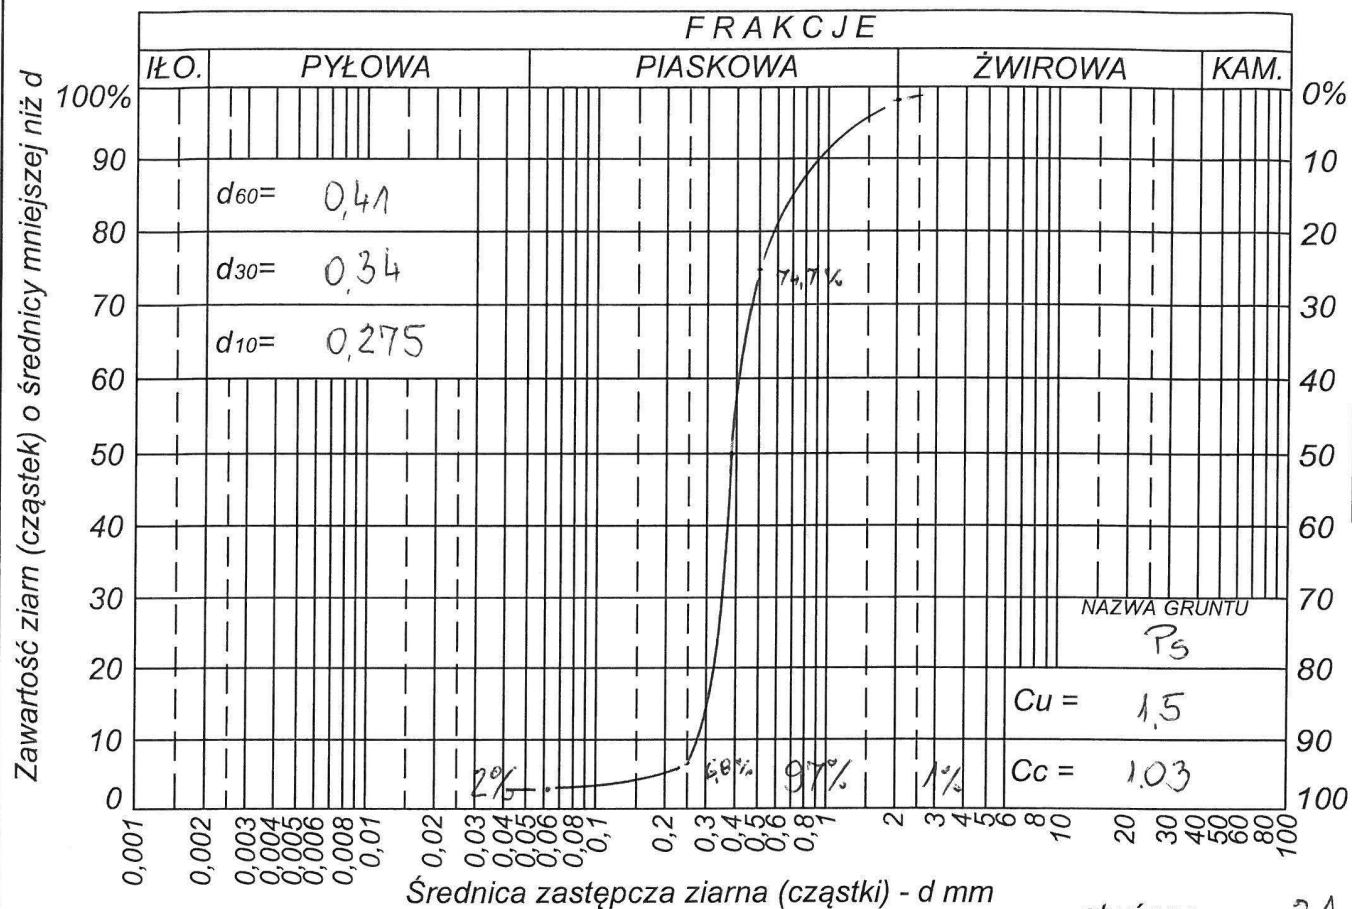 FRAKCJE
IŁO. PYŁOWA PIASKOWA ŻWIROWA KAM.
Zawartość ziarn (cząstek) o średnicy mniejszej niż d
100% 0%
90 10
d60= 0,41
80 20
d30= 0,34
74,7%
70 30
d10= 0,275
60 40
50 50
40 60
30 70
NAZWA GRUNTU
Ps
20 80
Cu = 1,5
10 90
2% 6,8% 97% 1% Cc = 1.03
0 100
0,001 0,002 0,003 0,004 0,005 0,006 0,008 0,01 0,02 0,03 0,04 0,05 0,06 0,08 0,1 0,2 0,3 0,4 0,5 0,6 0,8 0,1 2 3 4 5 6 10 20 30 40 50 60 80 100
Średnica zastępcza ziarna (cząstki) - d mm